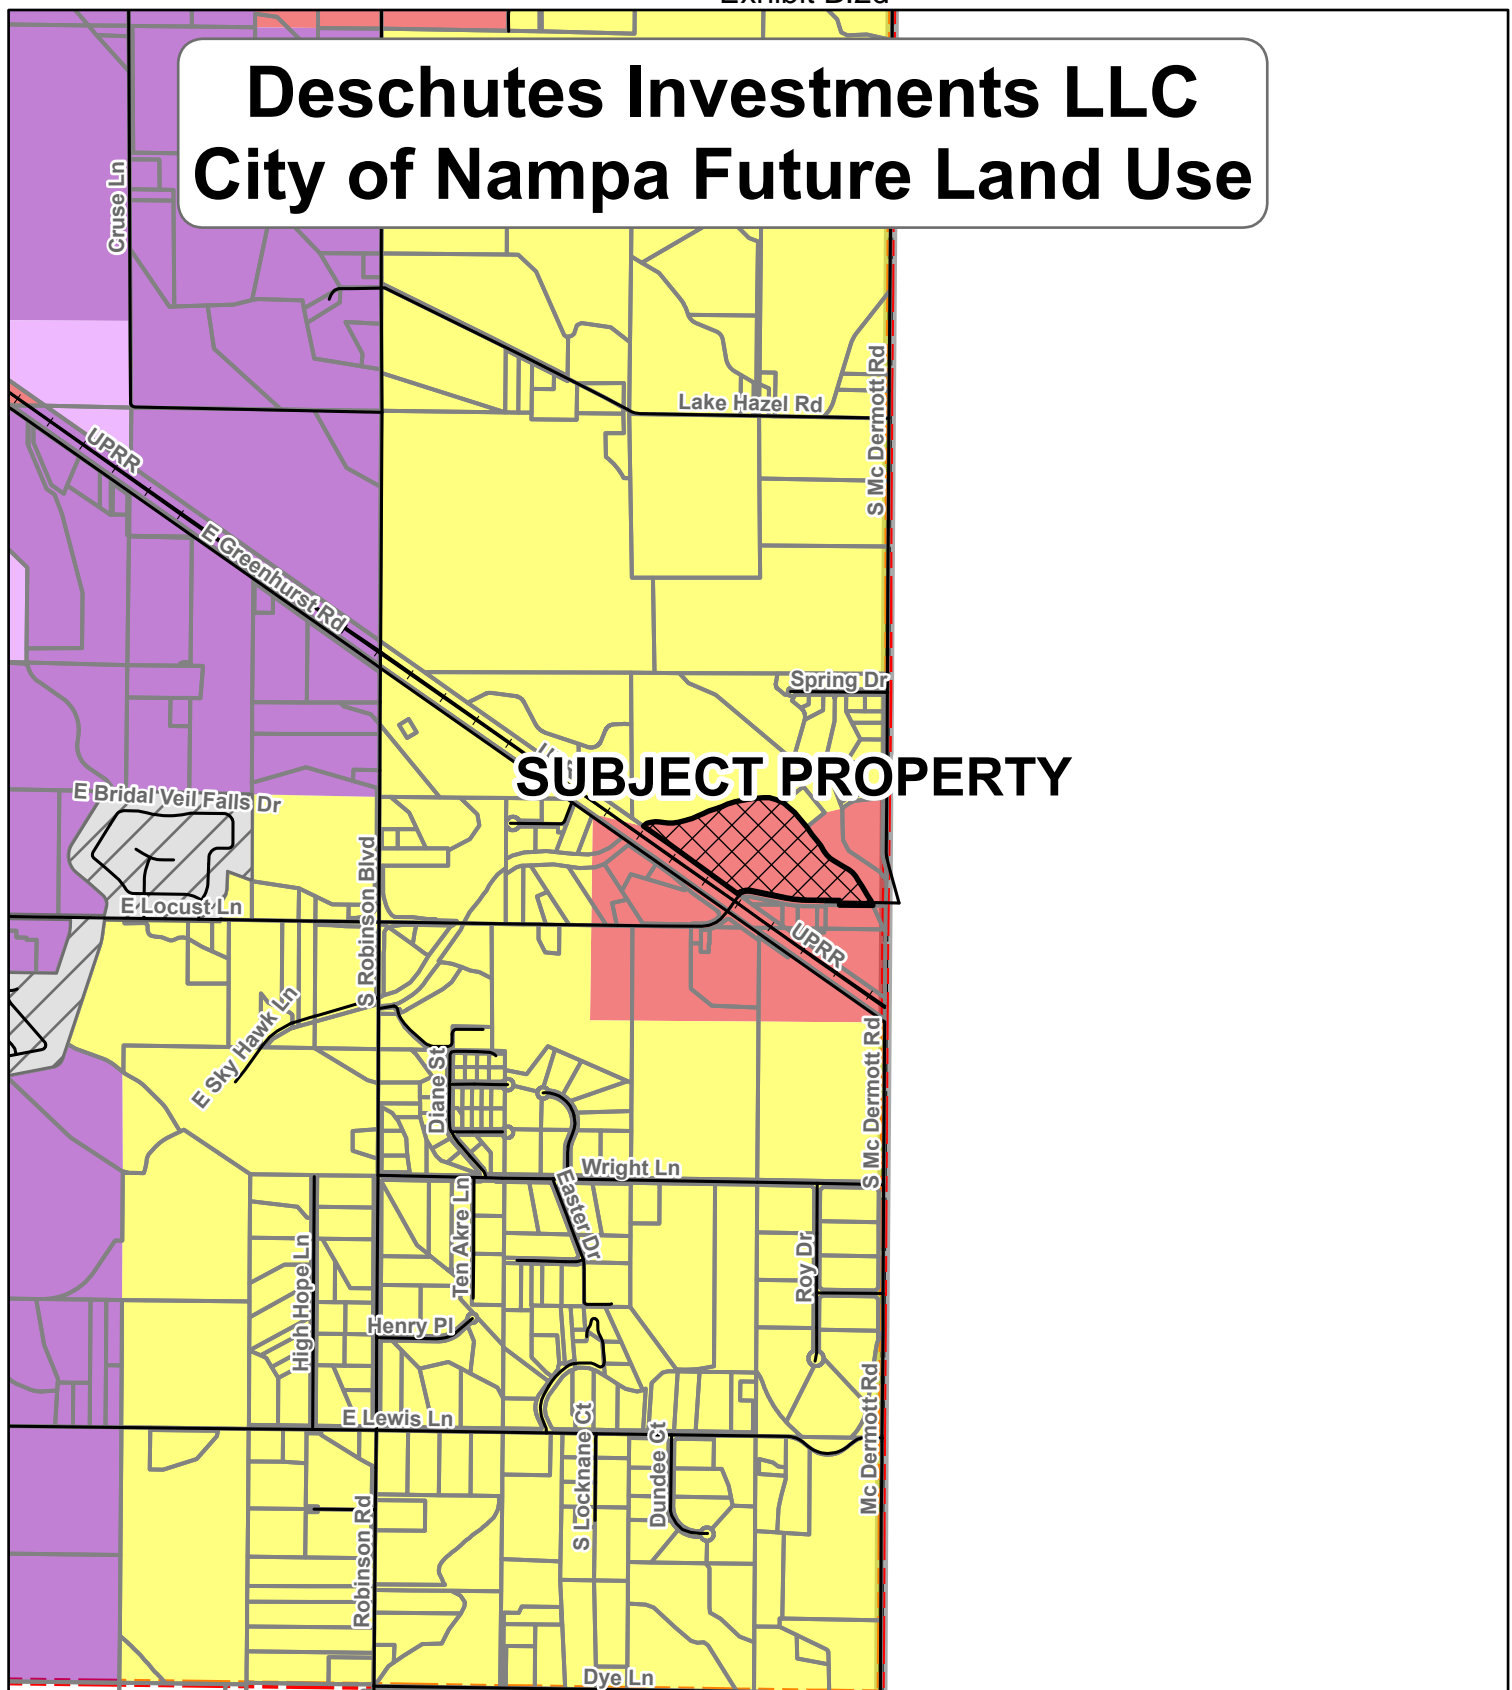 Deschutes Investments LLC
City of Nampa Future Land Use
Cruse Ln
Lake Hazel Rd
S Mc Dermott Rd
UPRR
E Greenhurst Rd
Spring Dr
SUBJECT PROPERTY
E Bridal Veil Falls Dr
E Locust Ln
S Robinson Blvd
UPRR
E Sky Hawk Ln
Diane St
S Mc Dermott Rd
Wright Ln
Ten Akre Ln
Easter Dr
High Hope Ln
Roy Dr
Henry Pl
E Lewis Ln
S Locknane Ct
Dundee Ct
Mc Dermott Rd
Robinson Rd
Dye Ln